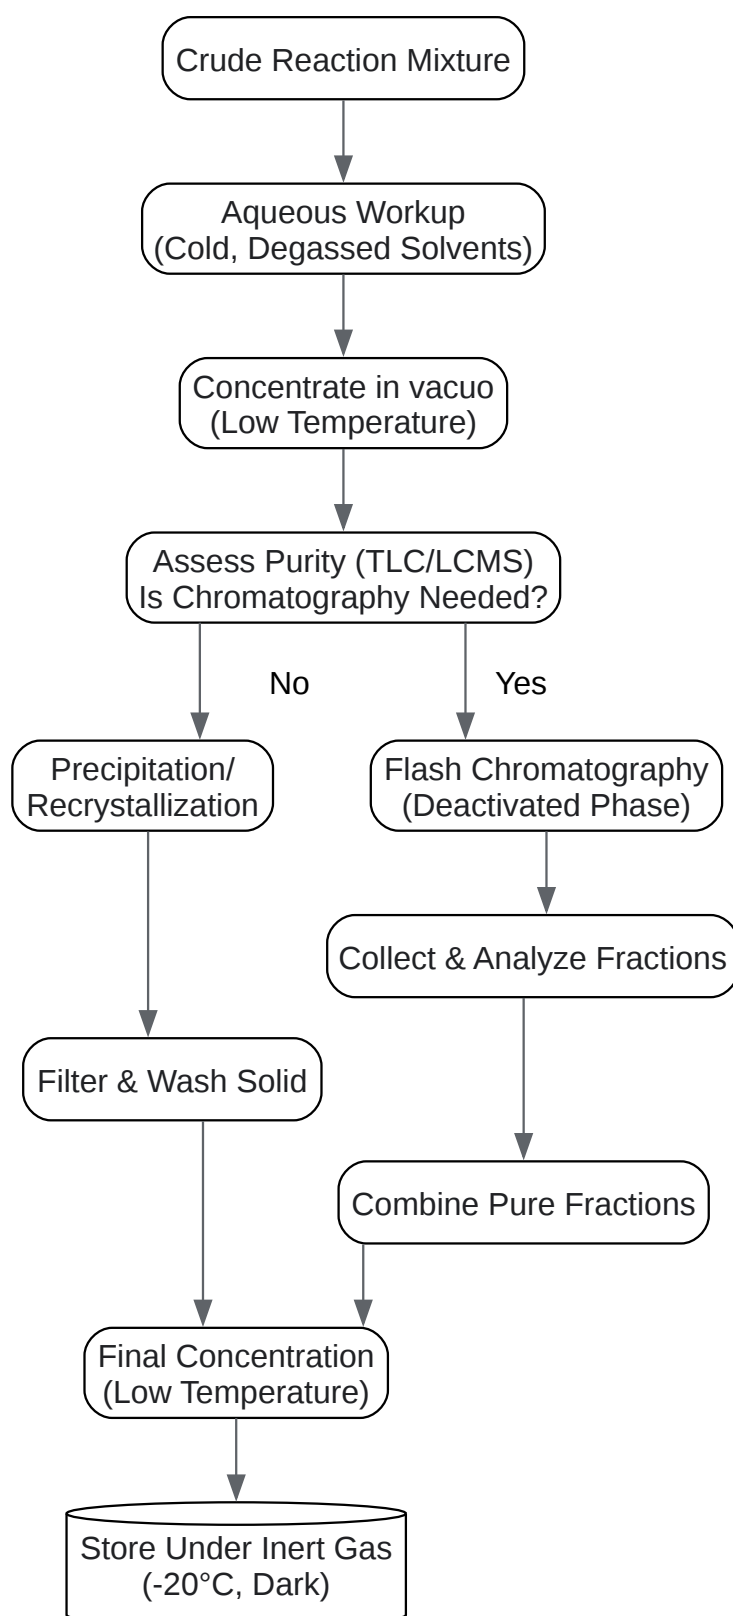 Crude Reaction Mixture
Aqueous Workup
(Cold, Degassed Solvents)
Concentrate in vacuo
(Low Temperature)
Assess Purity (TLC/LCMS)
Is Chromatography Needed?
No
Yes
Precipitation/
Recrystallization
Flash Chromatography
(Deactivated Phase)
Collect & Analyze Fractions
Filter & Wash Solid
Combine Pure Fractions
Final Concentration
(Low Temperature)
Store Under Inert Gas
(-20°C, Dark)